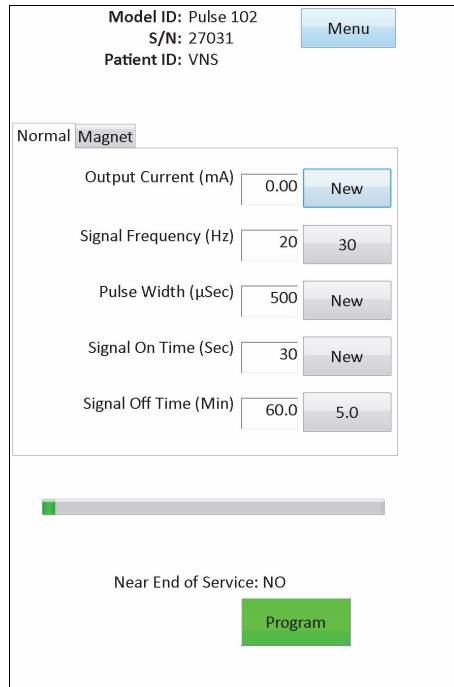 Model ID: Pulse 102
Menu
S/N: 27031
Patient ID: VNS
Normal Magnet
Output Current (mA) 0.00 New
Signal Frequency (Hz) 20 30
Pulse Width (µSec) 500 New
Signal On Time (Sec) 30 New
Signal Off Time (Min) 60.0 5.0
Near End of Service: NO
Program